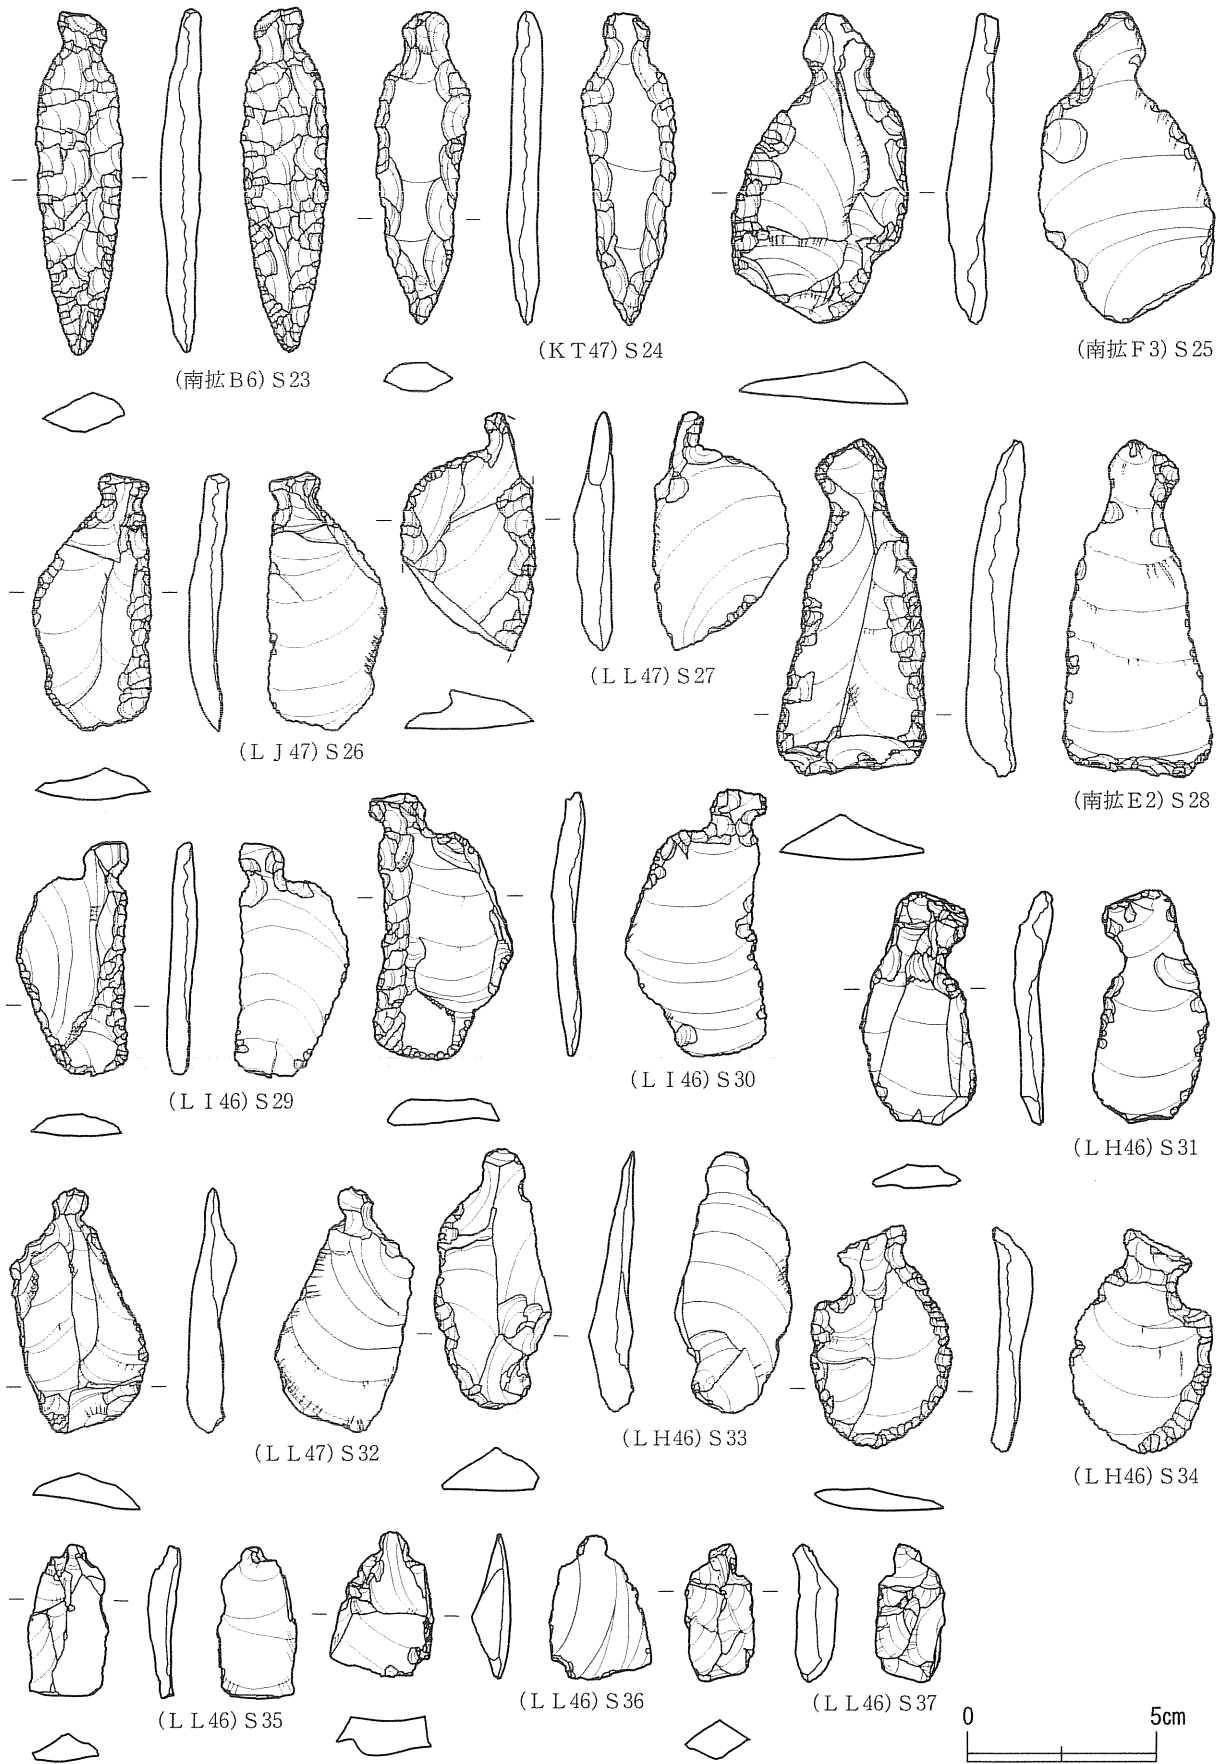 (KT47) S24
(南拡F3) S25
(南拡B6) S23
(LL47) S27
(LJ47) S26
(南拡E2) S28
(LI46) S30
(LI46) S29
(LH46) S31
(LH46) S33
(LL47) S32
(LH46) S34
(LL46) S36
(LL46) S37
(LL46) S35
0 5cm